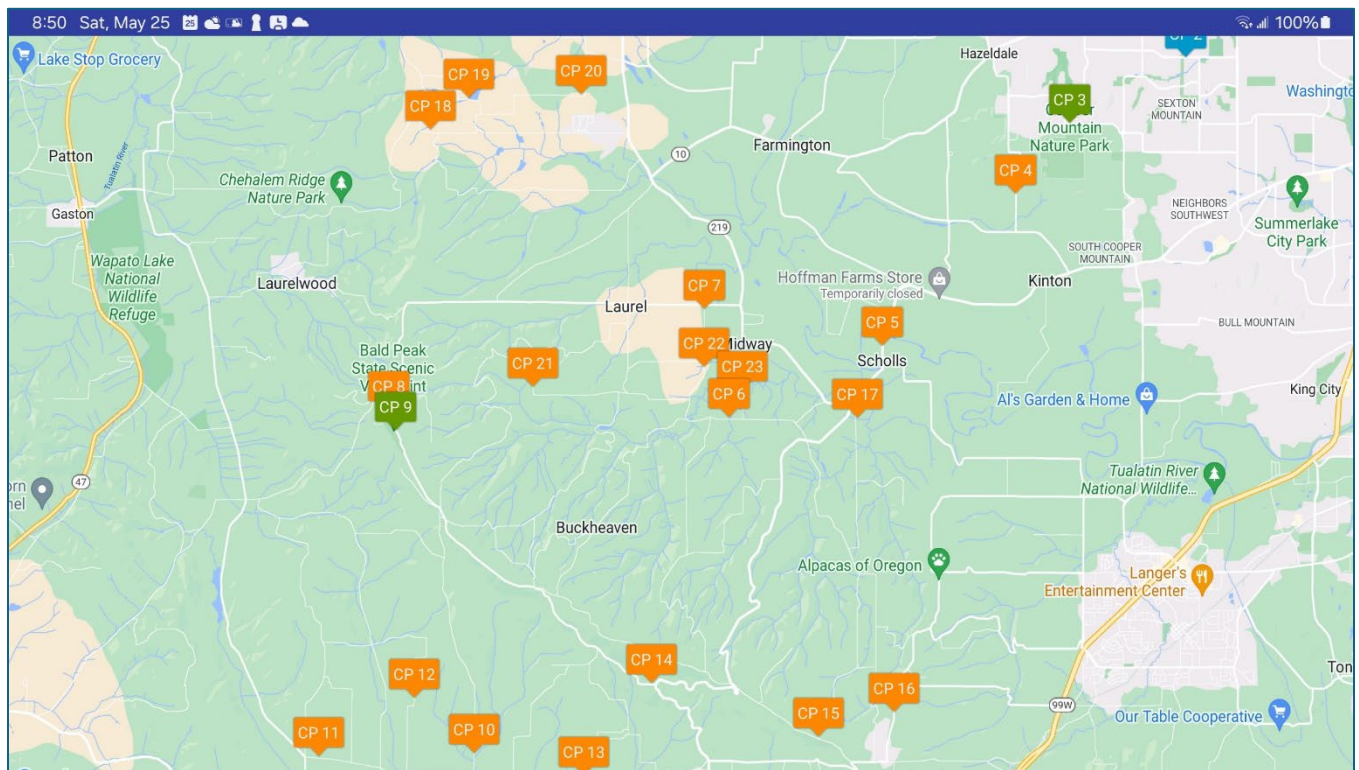 8:50 Sat, May 25
100%
Lake Stop Grocery
CP 19
CP 20
CP 18
Hazeldale
CP 2
CP 3
Mountain
Nature Park
SEXTON
MOUNTAIN
Patton
Tualatin River
10
Farmington
Chehalem Ridge
Nature Park
CP 4
Gaston
NEIGHBORS
SOUTHWEST
Summerlake
City Park
219
Wapato Lake
National
Wildlife
Refuge
Laurelwood
SOUTH COOPER
MOUNTAIN
Hoffman Farms Store
Temporarily closed
Kinton
CP 7
Laurel
CP 5
BULL MOUNTAIN
CP 22
Midway
Bald Peak
State Scenic
CP 21
CP 23
Scholls
CP 8
CP 9
CP 6
CP 17
Al's Garden & Home
King City
47
Tualatin River
National Wildlife...
Buckheaven
Alpacas of Oregon
Langer's
Entertainment Center
CP 14
CP 12
CP 16
CP 15
99W
Our Table Cooperative
CP 11
CP 10
CP 13